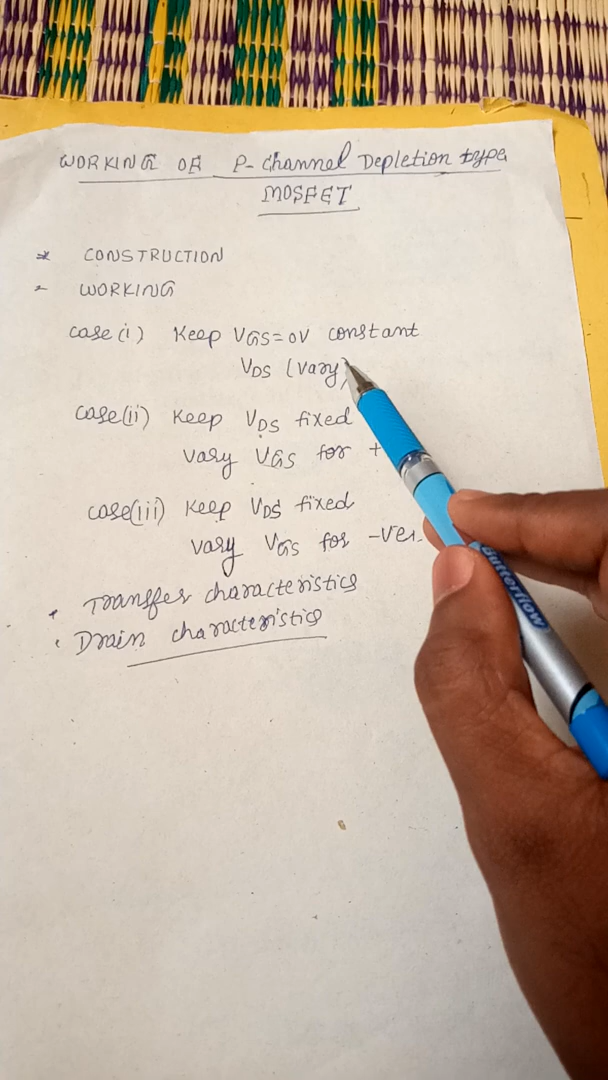 WORKING OF P-channel Depletion type
MOSFET
* CONSTRUCTION
- WORKING
case(i) Keep VGS=0V constant
VDS (vary)
case(ii) Keep VDS fixed
vary VGS for +
case(iii) Keep VDS fixed
vary VGS for -ve.
• Transfer characteristics
• Drain characteristics
Butterflow